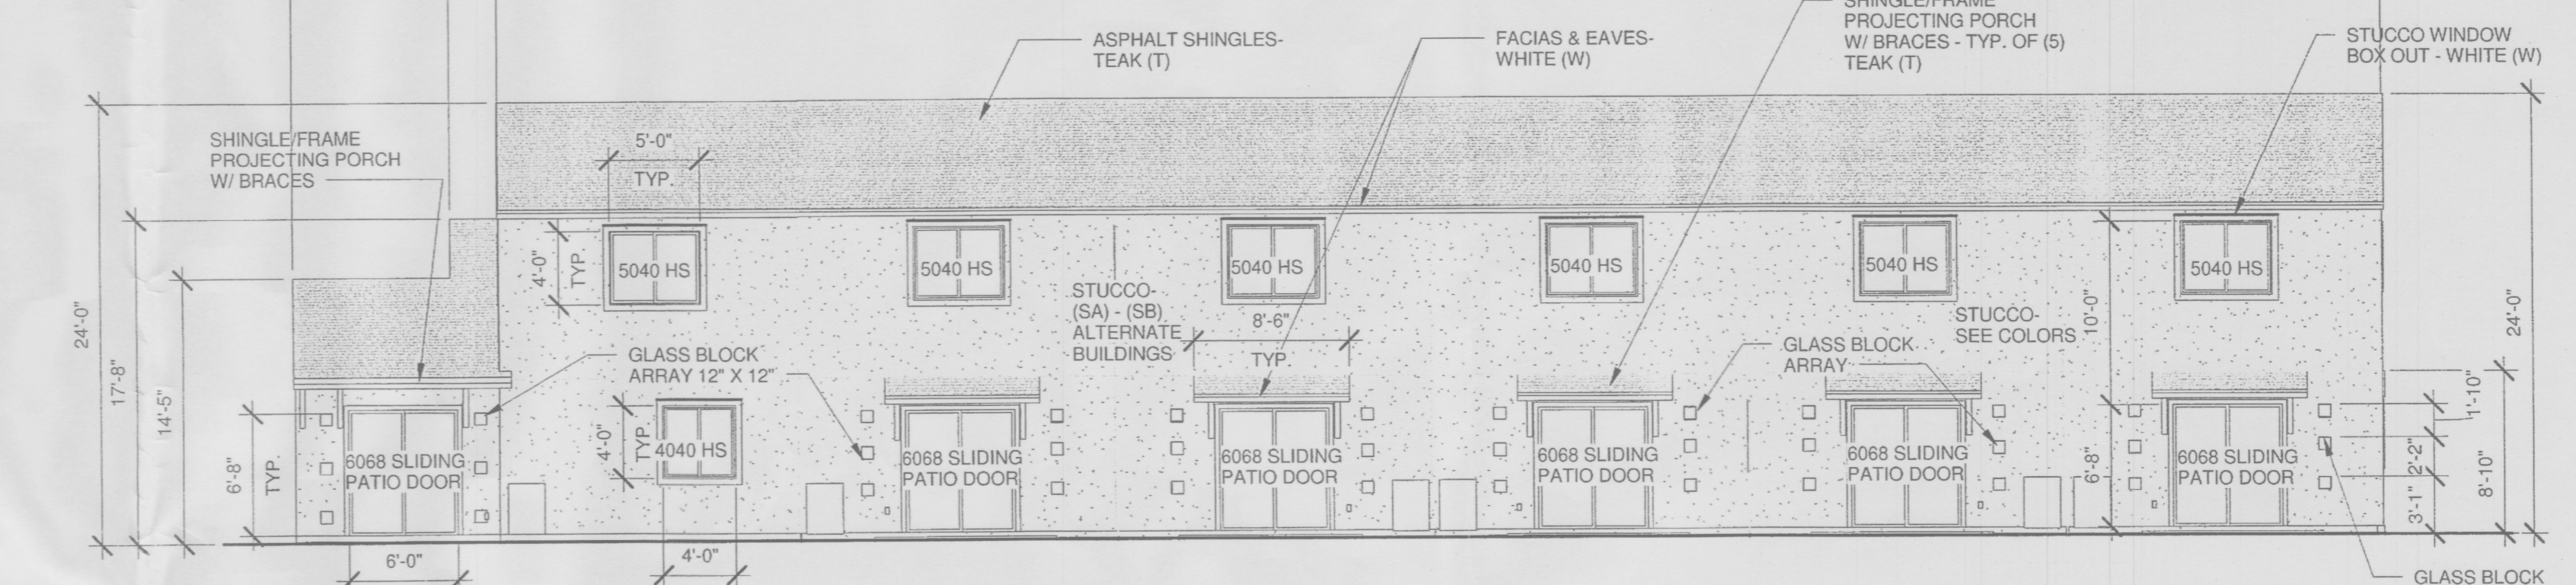 SHINGLE/FRAME
PROJECTING PORCH
W/ BRACES - TYP. OF (5)
TEAK (T)
ASPHALT SHINGLES-
TEAK (T)
FACIAS & EAVES-
WHITE (W)
STUCCO WINDOW
BOX OUT - WHITE (W)
SHINGLE/FRAME
PROJECTING PORCH
W/ BRACES
5'-0"
TYP.
4'-0"
TYP.
5040 HS
5040 HS
5040 HS
5040 HS
5040 HS
5040 HS
24'-0"
17'-8"
14'-5"
STUCCO-
(SA) - (SB)
ALTERNATE
BUILDINGS
8'-6"
TYP.
STUCCO-
SEE COLORS
10'-0"
24'-0"
GLASS BLOCK
ARRAY 12" X 12"
GLASS BLOCK
ARRAY
6'-8"
TYP.
4'-0"
TYP.
4040 HS
6068 SLIDING
PATIO DOOR
6068 SLIDING
PATIO DOOR
6068 SLIDING
PATIO DOOR
6068 SLIDING
PATIO DOOR
6068 SLIDING
PATIO DOOR
6068 SLIDING
PATIO DOOR
6'-8"
1'-10"
2'-2"
3'-1"
8'-10"
6'-0"
4'-0"
GLASS BLOCK